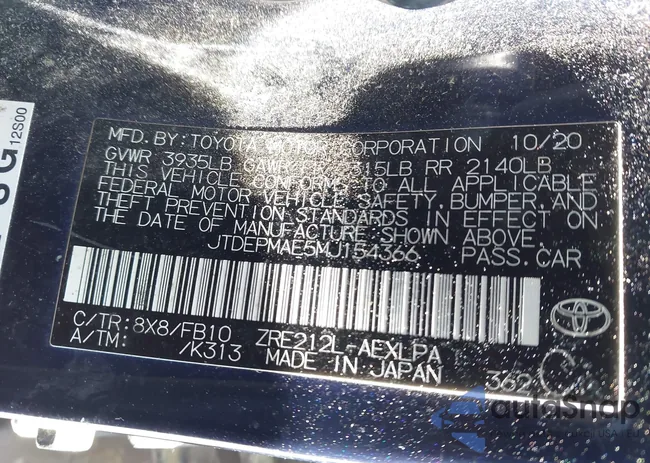 MFD. BY: TOYOTA MOTOR CORPORATION 10/20
GVWR 3935LB GAWR 2315LB RR 2140LB
THIS VEHICLE CONFORMS TO ALL APPLICABLE
FEDERAL MOTOR VEHICLE SAFETY, BUMPER, AND
THEFT PREVENTION STANDARDS IN EFFECT ON
THE DATE OF MANUFACTURE SHOWN ABOVE.
JTDEPMAE5MJ154366 PASS. CAR
C/TR: 8X8/FB10 ZRE212L-AEXLPA
A/TM: /K313 MADE IN JAPAN
362
12S00
autoSnap